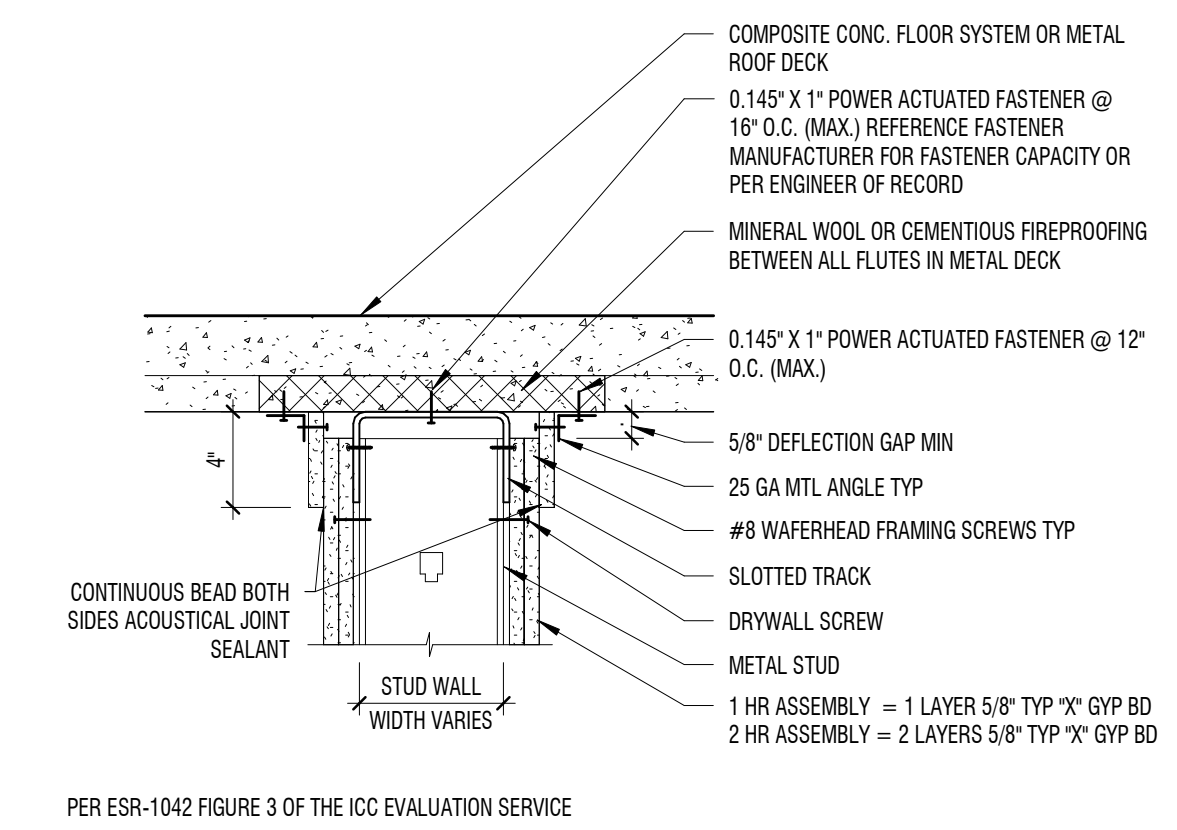 COMPOSITE CONC. FLOOR SYSTEM OR METAL
ROOF DECK
0.145" X 1" POWER ACTUATED FASTENER @
16" O.C. (MAX.) REFERENCE FASTENER
MANUFACTURER FOR FASTENER CAPACITY OR
PER ENGINEER OF RECORD
MINERAL WOOL OR CEMENTIOUS FIREPROOFING
BETWEEN ALL FLUTES IN METAL DECK
0.145" X 1" POWER ACTUATED FASTENER @ 12"
O.C. (MAX.)
5/8" DEFLECTION GAP MIN
25 GA MTL ANGLE TYP
#8 WAFERHEAD FRAMING SCREWS TYP
SLOTTED TRACK
DRYWALL SCREW
METAL STUD
1 HR ASSEMBLY = 1 LAYER 5/8" TYP "X" GYP BD
2 HR ASSEMBLY = 2 LAYERS 5/8" TYP "X" GYP BD
4"
CONTINUOUS BEAD BOTH
SIDES ACOUSTICAL JOINT
SEALANT
STUD WALL
WIDTH VARIES
PER ESR-1042 FIGURE 3 OF THE ICC EVALUATION SERVICE